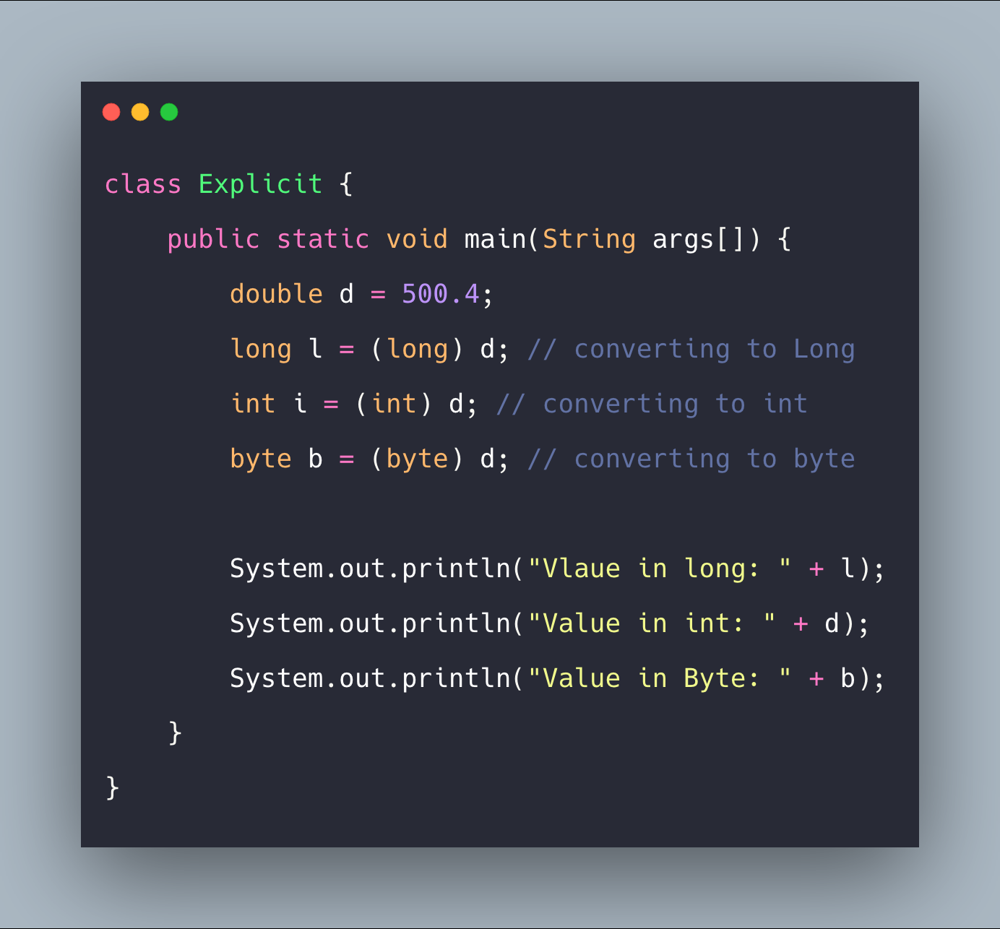 class Explicit {
    public static void main(String args[]) {
        double d = 500.4;
        long l = (long) d; // converting to Long
        int i = (int) d; // converting to int
        byte b = (byte) d; // converting to byte

        System.out.println("Vlaue in long: " + l);
        System.out.println("Value in int: " + d);
        System.out.println("Value in Byte: " + b);
    }
}